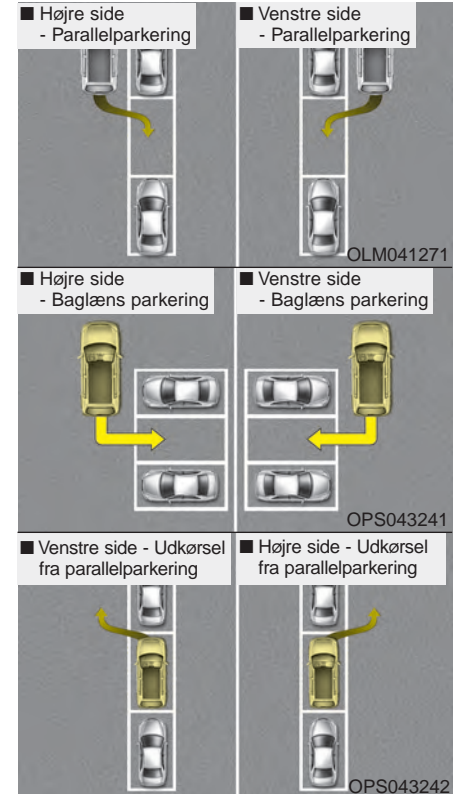 ■ Højre side
- Parallelparkering
■ Venstre side
- Parallelparkering
OLM041271
■ Højre side
- Baglæns parkering
■ Venstre side
- Baglæns parkering
OPS043241
■ Venstre side - Udkørsel
fra parallelparkering
■ Højre side - Udkørsel
fra parallelparkering
OPS043242